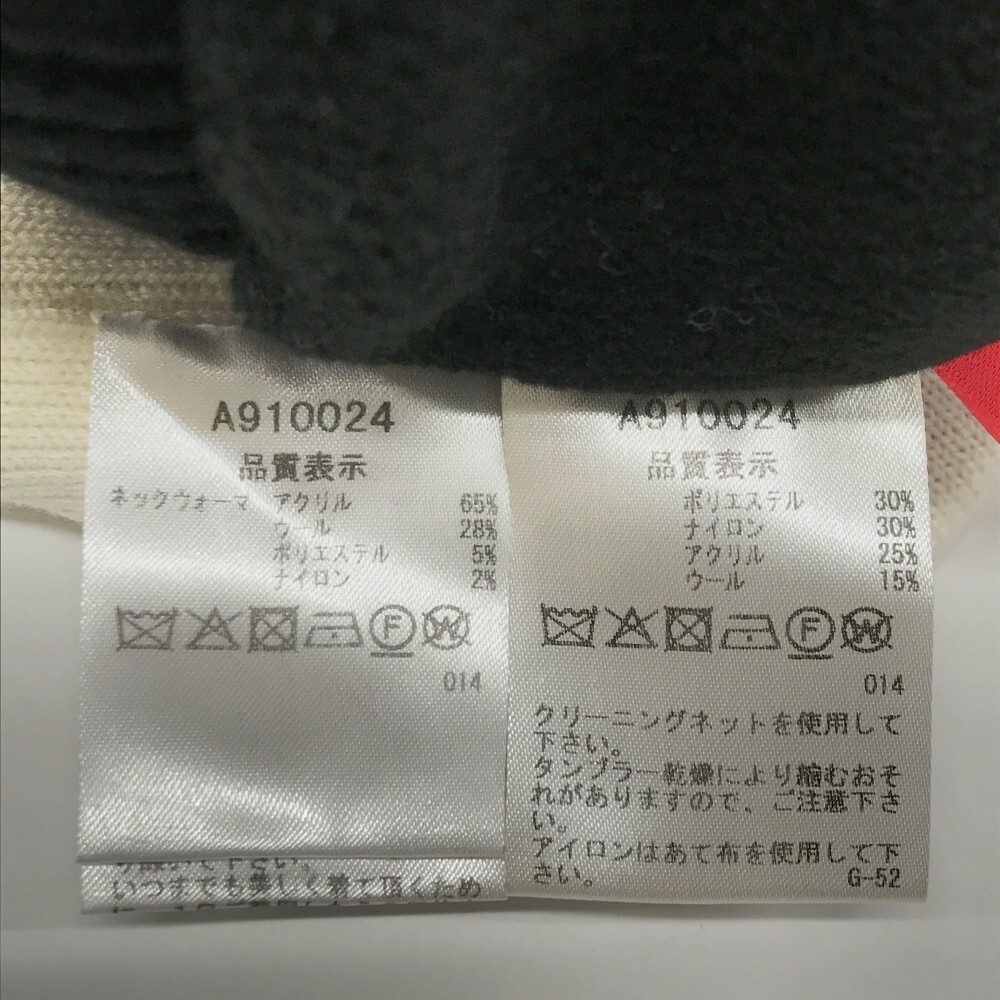 A910024
品質表示
ネックウォーマ アクリル 65%
ウール 28%
ポリエステル 5%
ナイロン 2%
F W
014
いつまでも美しく着て頂くため
A910024
品質表示
ポリエステル 30%
ナイロン 30%
アクリル 25%
ウール 15%
F W
014
クリーニングネットを使用して
下さい。
タンブラー乾燥により縮むおそ
れがありますので、ご注意下さ
い。
アイロンはあて布を使用して下
さい。
G-52